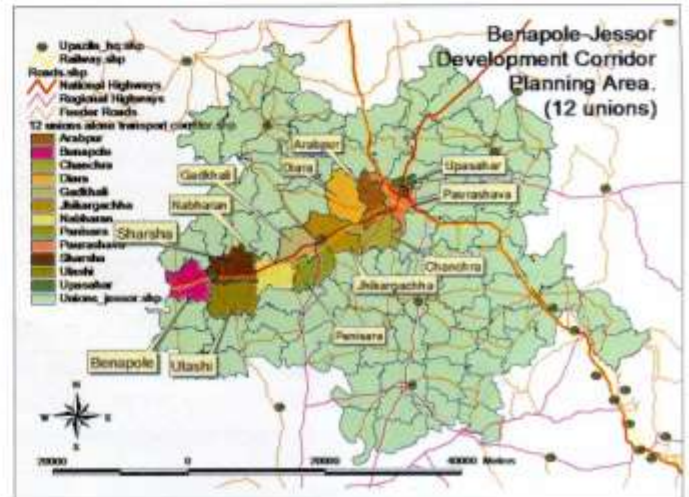 Benapole-Jessor
Development Corridor
Planning Area.
(12 unions)
Upazila_hq.shp
Railway.shp
Roads.shp
National Highways
Regional Highways
Feeder Roads
12 unions alone transport corridor.shp
Arabpur
Benapole
Chanchra
Diara
Gadkhali
Jhikargachha
Nabharan
Panisara
Paurashava
Sharsha
Ulashi
Upasahar
Unions_jessor.shp
Arabpur
Diara
Upasahar
Gadkhali
Paurashava
Nabharan
Sharsha
Chanchra
Jhikargachha
Panisara
Benapole
Ulashi
N
W E
S
20000 0 20000 40000 Meters